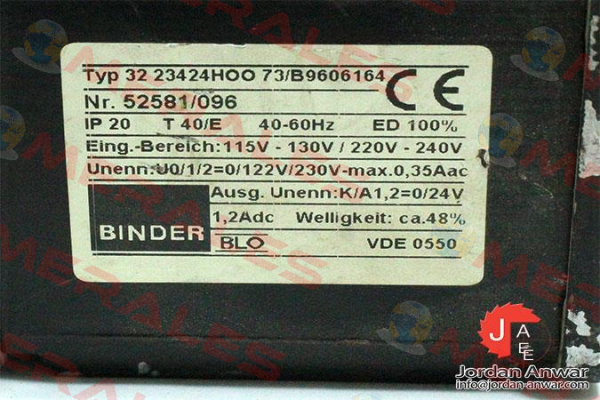 Typ 32 23424HOO 73/B9606164
CE
Nr. 52581/096
IP 20 T 40/E 40-60Hz ED 100%
Eing.-Bereich:115V - 130V / 220V - 240V
Unenn:U0/1/2=0/122V/230V-max.0,35Aac
Ausg. Unenn:K/A1,2=0/24V
1,2Adc Welligkeit: ca.48%
BINDER
BLO VDE 0550
MERALES
JAEE
Jordan Anwar
info@jordan-anwar.com